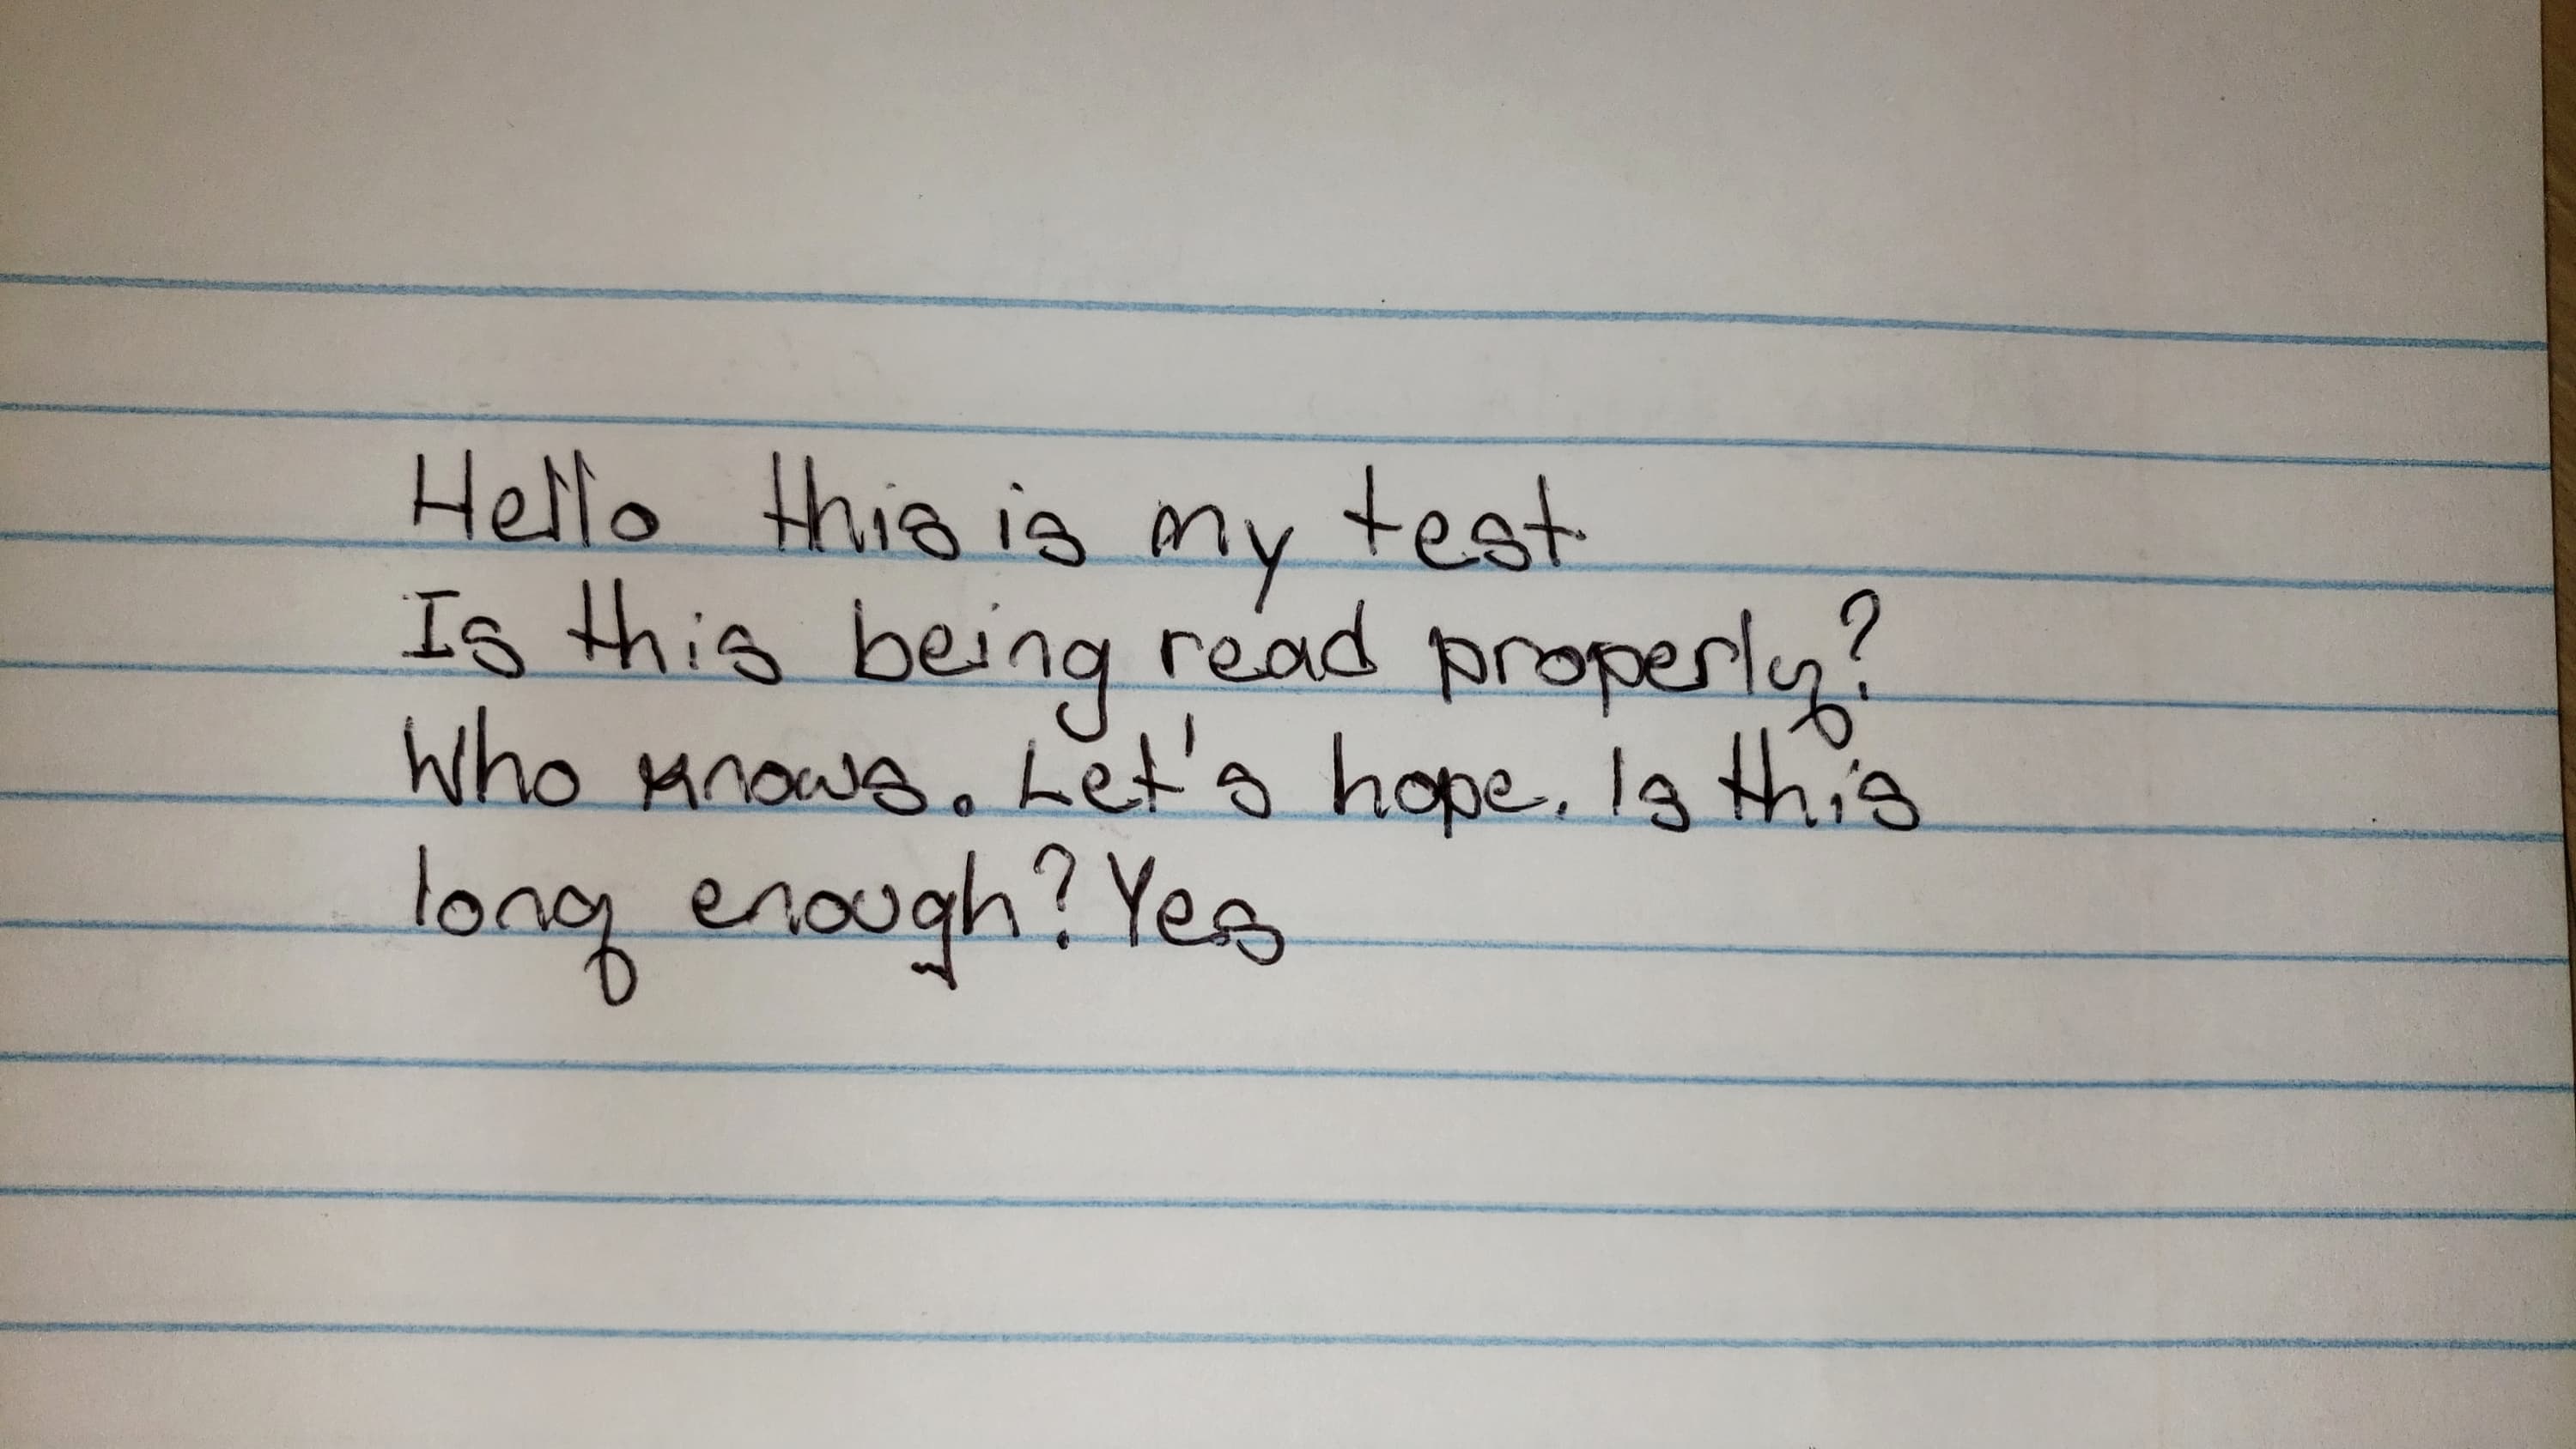 Hello this is my test
Is this being read properly?
Who knows. Let's hope. Is this
long enough? Yes